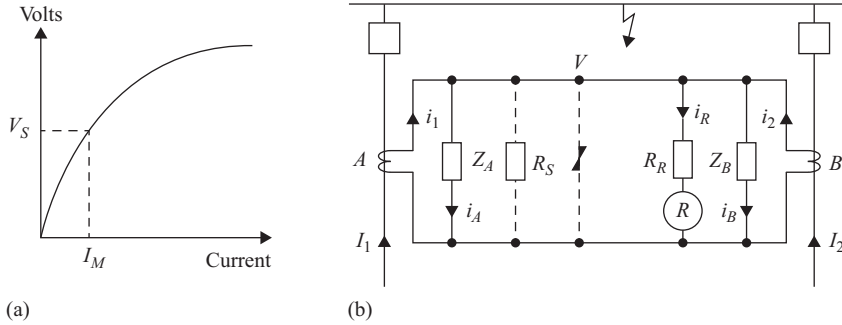 Volts
V_S
I_M
Current
(a)
V
i_1
i_R
i_2
A
Z_A
R_S
R_R
Z_B
B
R
i_A
i_B
I_1
I_2
(b)